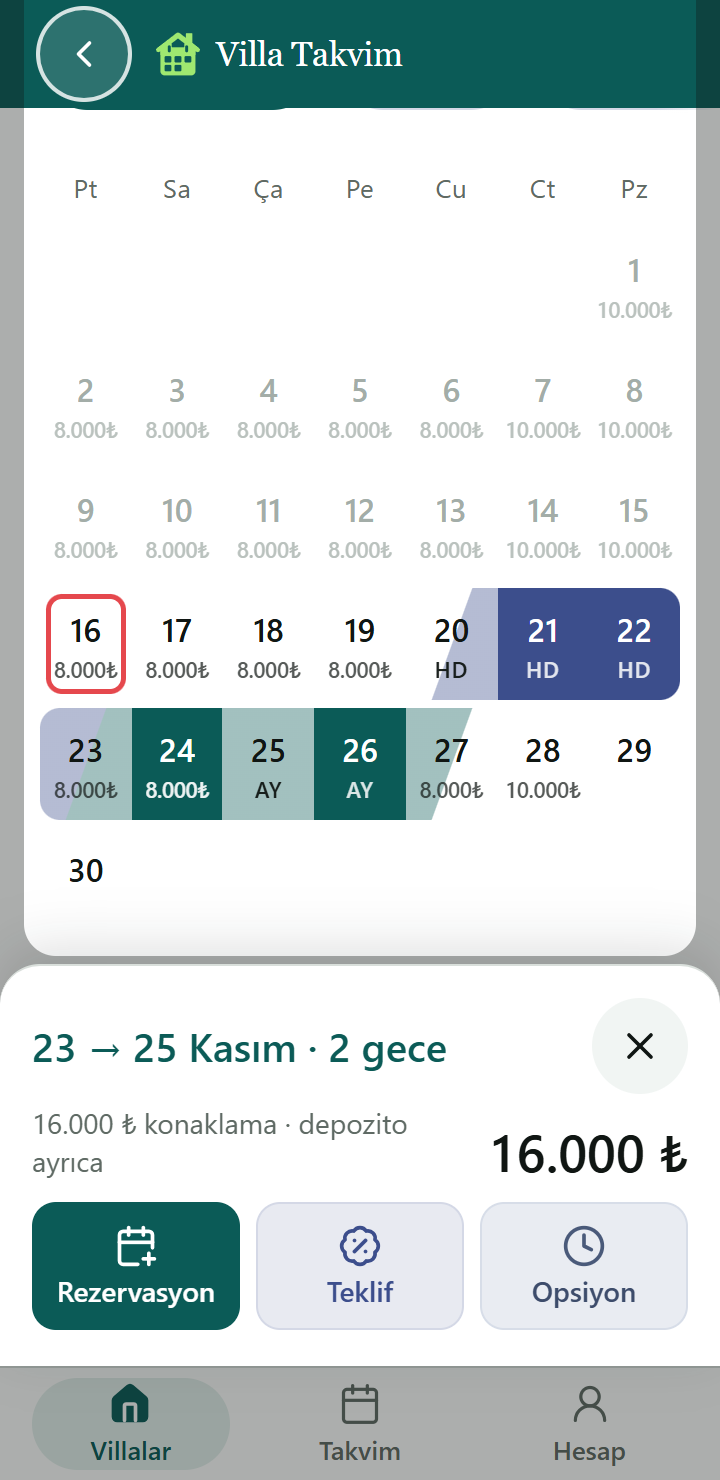 Villa Takvim
Pt Sa Ça Pe Cu Ct Pz
1
10.000₺
2 3 4 5 6 7 8
8.000₺ 8.000₺ 8.000₺ 8.000₺ 8.000₺ 10.000₺ 10.000₺
9 10 11 12 13 14 15
8.000₺ 8.000₺ 8.000₺ 8.000₺ 8.000₺ 10.000₺ 10.000₺
16 17 18 19 20 21 22
8.000₺ 8.000₺ 8.000₺ 8.000₺ HD HD HD
23 24 25 26 27 28 29
8.000₺ 8.000₺ AY AY 8.000₺ 10.000₺
30
23 → 25 Kasım · 2 gece
16.000 ₺ konaklama · depozito
ayrıca
16.000 ₺
Rezervasyon Teklif Opsiyon
Villalar Takvim Hesap